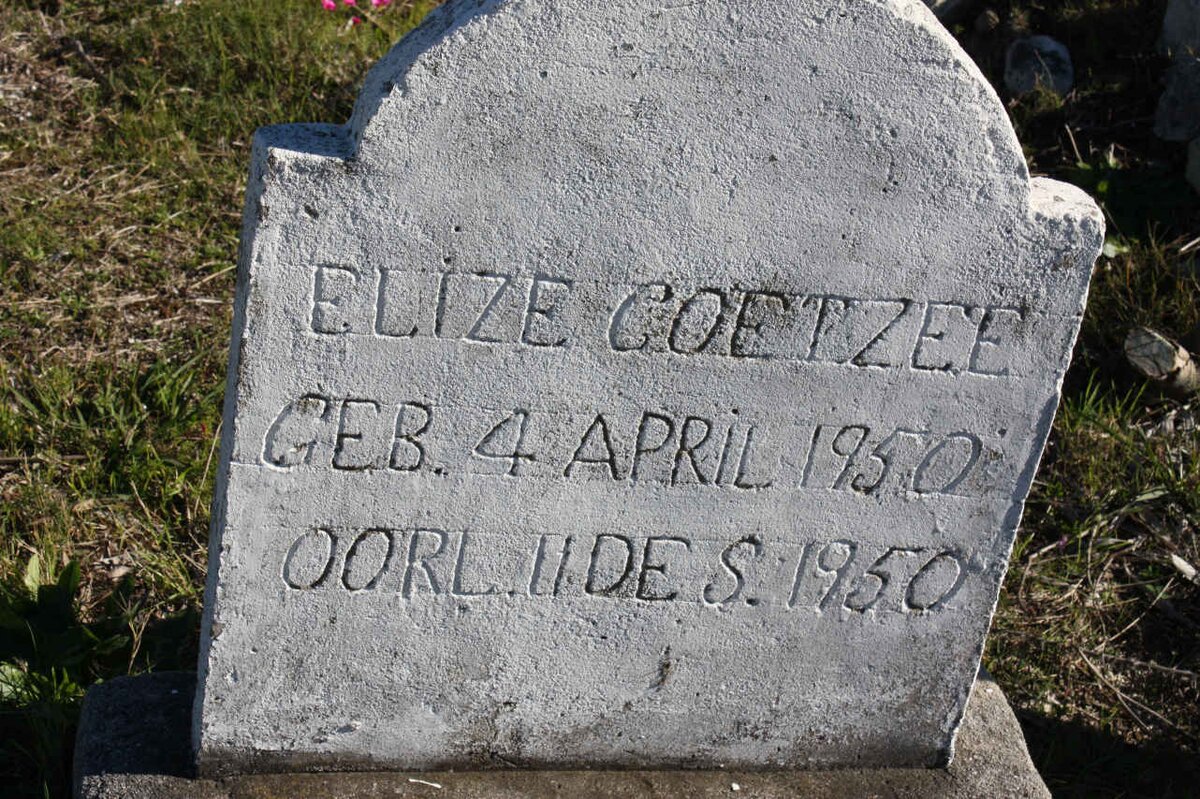 ELIZE COETZEE
GEB. 4 APRIL 1950
OORL. 11 DES. 1950